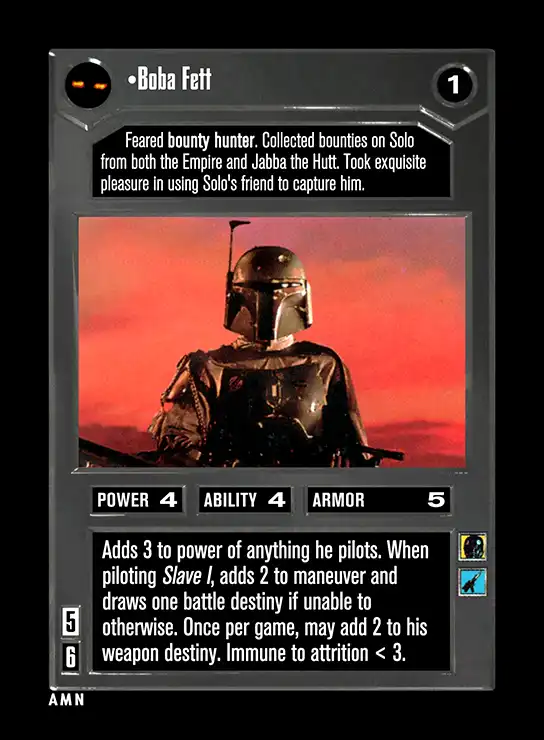 •Boba Fett
1
Feared bounty hunter. Collected bounties on Solo
from both the Empire and Jabba the Hutt. Took exquisite
pleasure in using Solo's friend to capture him.
POWER 4 ABILITY 4 ARMOR 5
Adds 3 to power of anything he pilots. When
piloting Slave I, adds 2 to maneuver and
draws one battle destiny if unable to
otherwise. Once per game, may add 2 to his
weapon destiny. Immune to attrition < 3.
5
6
AMN